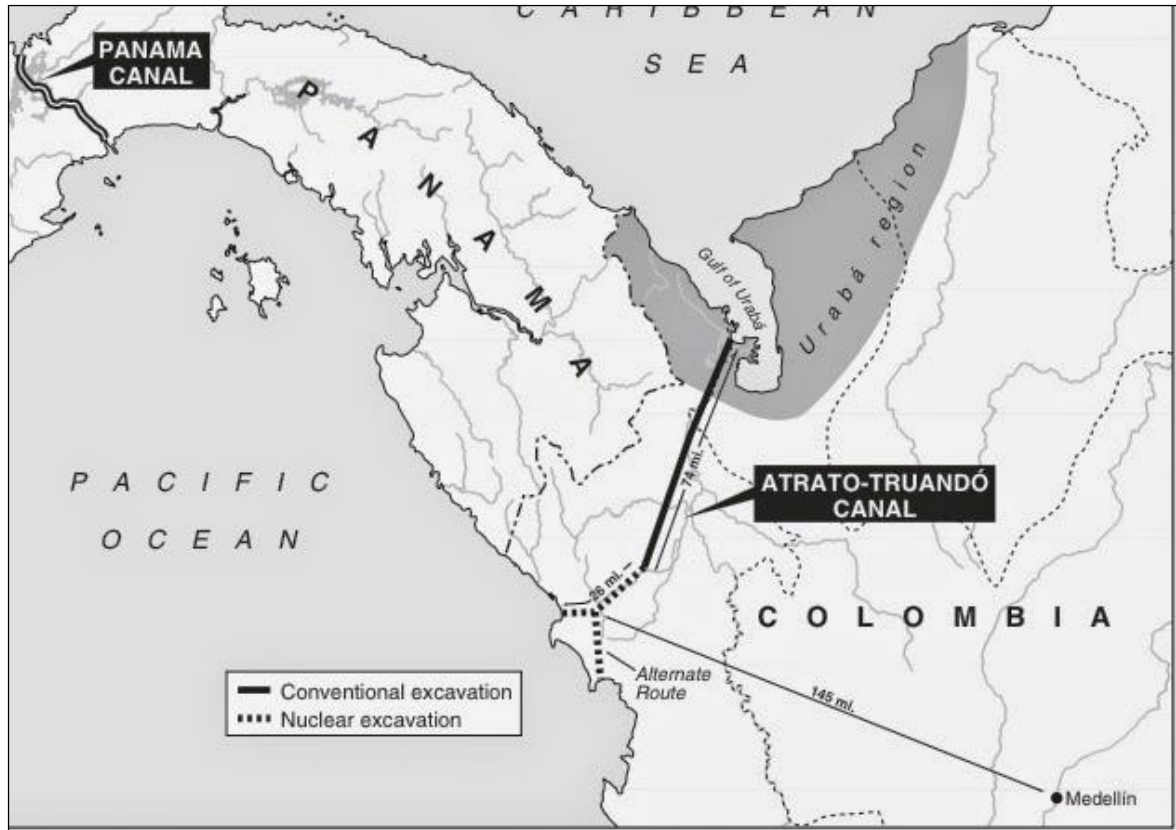 CARIBBEAN
SEA
PANAMA
CANAL
PANAMA
Urabá region
Gulf of Urabá
74 mi.
PACIFIC
OCEAN
ATRATO-TRUANDÓ
CANAL
26 mi.
COLOMBIA
Alternate
Route
145 mi.
Conventional excavation
Nuclear excavation
Medellín